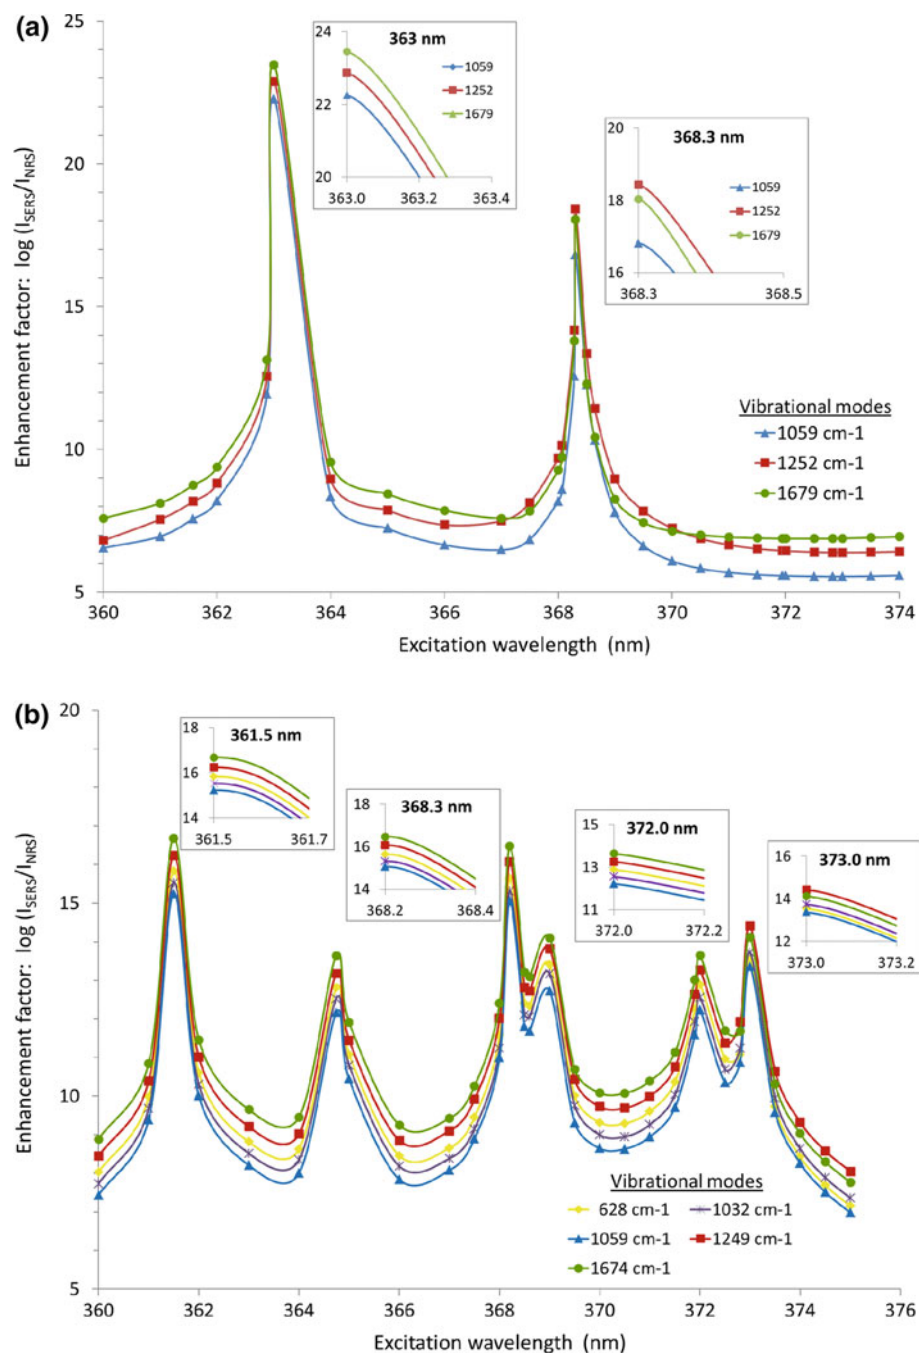 (a)
Enhancement factor: log (I_SERS/I_NRS)
25
20
15
10
5
363 nm
24
22
20
1059
1252
1679
363.0 363.2 363.4
368.3 nm
20
18
16
1059
1252
1679
368.3 368.5
Vibrational modes
1059 cm-1
1252 cm-1
1679 cm-1
360 362 364 366 368 370 372 374
Excitation wavelength (nm)
(b)
Enhancement factor: log (I_SERS/I_NRS)
20
15
10
5
361.5 nm
18
16
14
361.5 361.7
368.3 nm
18
16
14
368.2 368.4
372.0 nm
15
13
11
372.0 372.2
373.0 nm
16
14
12
373.0 373.2
Vibrational modes
628 cm-1 1032 cm-1
1059 cm-1 1249 cm-1
1674 cm-1
360 362 364 366 368 370 372 374 376
Excitation wavelength (nm)